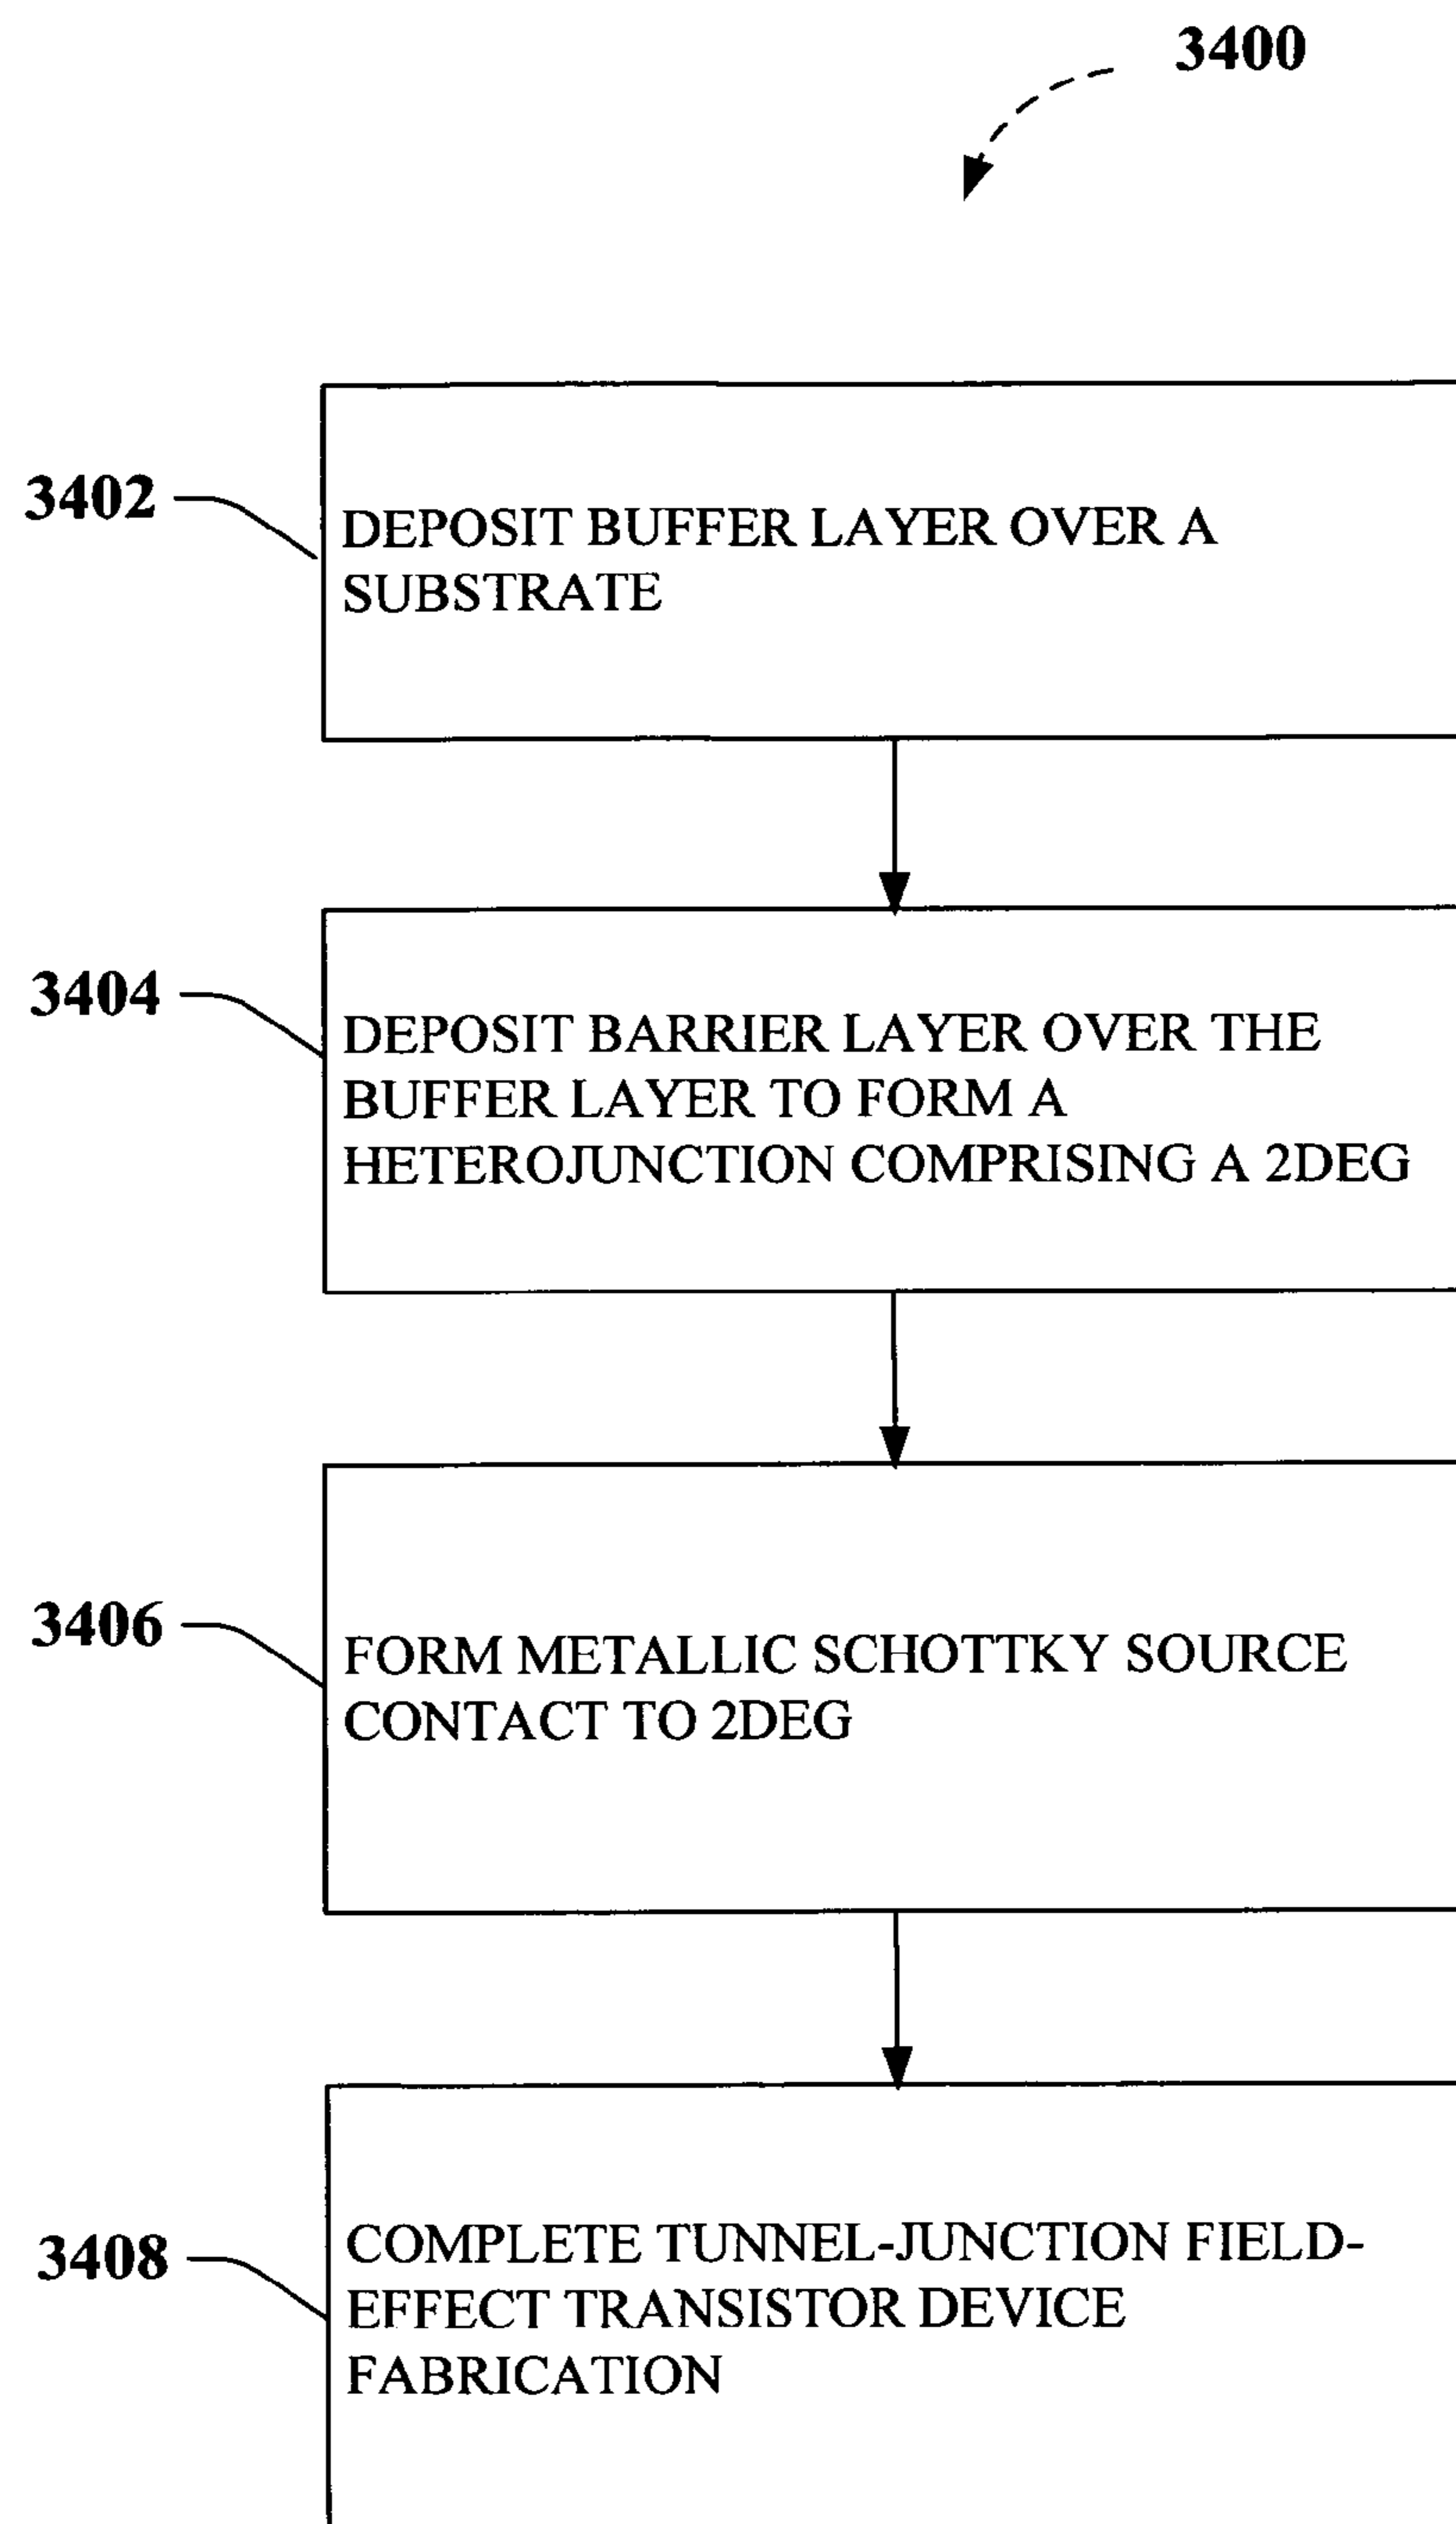 3400
3402
DEPOSIT BUFFER LAYER OVER A
SUBSTRATE
3404
DEPOSIT BARRIER LAYER OVER THE
BUFFER LAYER TO FORM A
HETEROJUNCTION COMPRISING A 2DEG
3406
FORM METALLIC SCHOTTKY SOURCE
CONTACT TO 2DEG
3408
COMPLETE TUNNEL-JUNCTION FIELD-
EFFECT TRANSISTOR DEVICE
FABRICATION